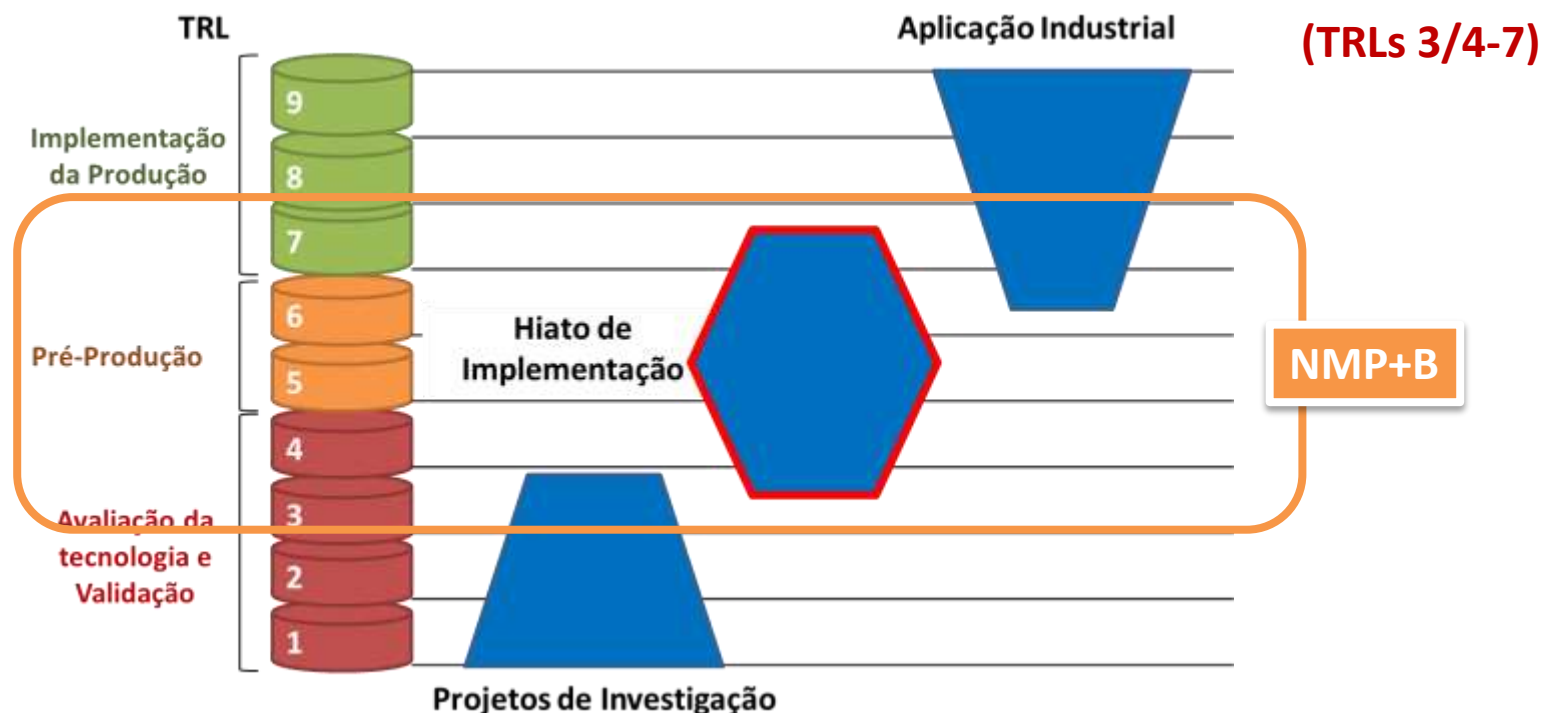 TRL
Aplicação Industrial
(TRLs 3/4-7)
9
Implementação
da Produção
8
7
6
Hiato de
Implementação
Pré-Produção
5
NMP+B
4
3
Avaliação da
tecnologia e
Validação
2
1
Projetos de Investigação